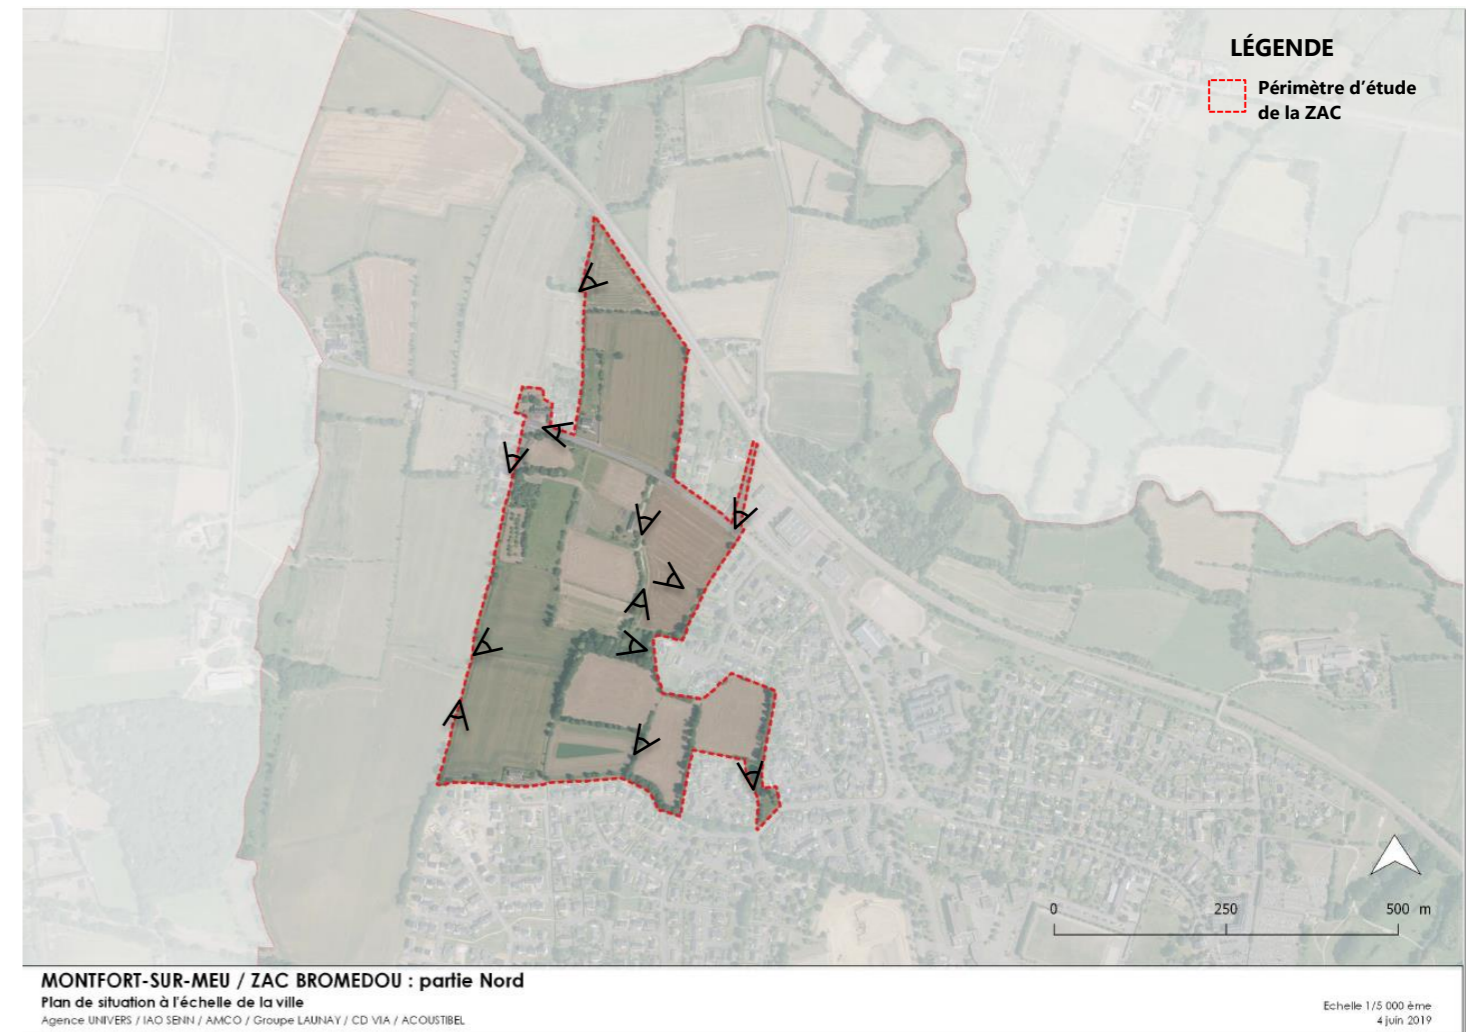 LÉGENDE
Périmètre d'étude
de la ZAC
0 250 500 m
MONTFORT-SUR-MEU / ZAC BROMEDOU : partie Nord
Plan de situation à l'échelle de la ville
Agence UNIVERS / IAO SENN / AMCO / Groupe LAUNAY / CD VIA / ACOUSTIBEL
Echelle 1/5 000 ème
4 juin 2019